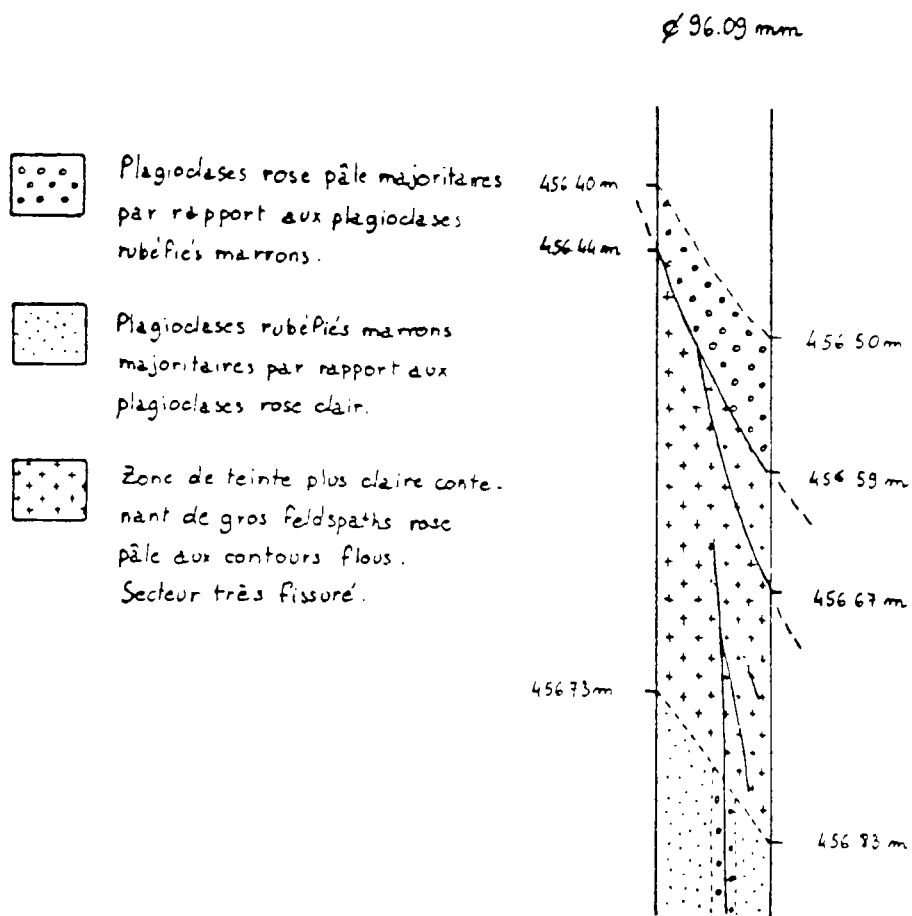 ø 96.09 mm
Plagioclases rose pâle majoritaires
par rapport aux plagioclases
rubéfiés marrons.
Plagioclases rubéfiés marrons
majoritaires par rapport aux
plagioclases rose clair.
Zone de teinte plus claire conte-
nant de gros feldspaths rose
pâle aux contours flous.
Secteur très fissuré.
456 40 m
456 44 m
456 50 m
456 59 m
456 67 m
456 73 m
456 83 m